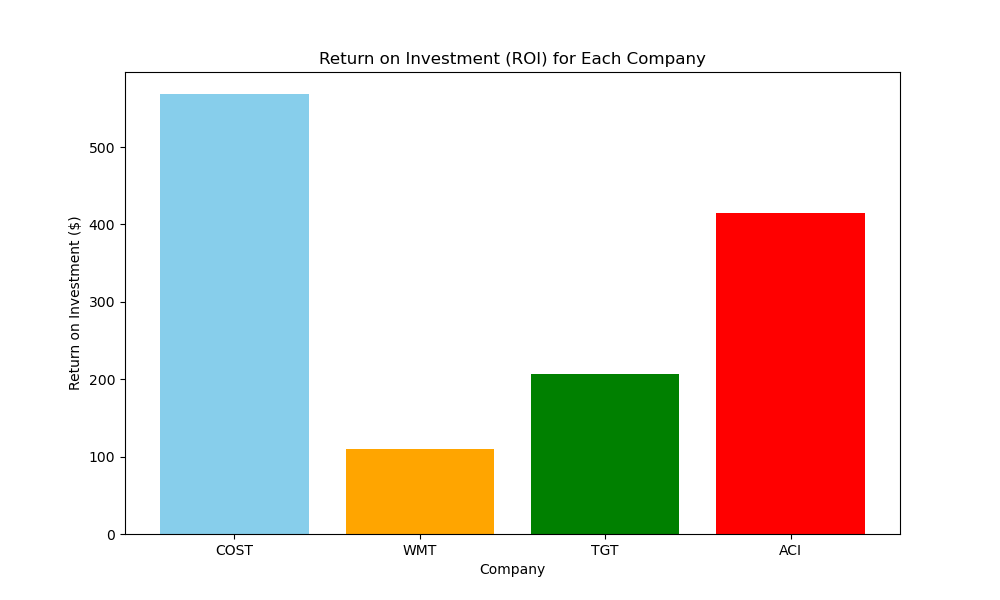 Return on Investment (ROI) for Each Company
Return on Investment ($)
500
400
300
200
100
0
COST WMT TGT ACI
Company